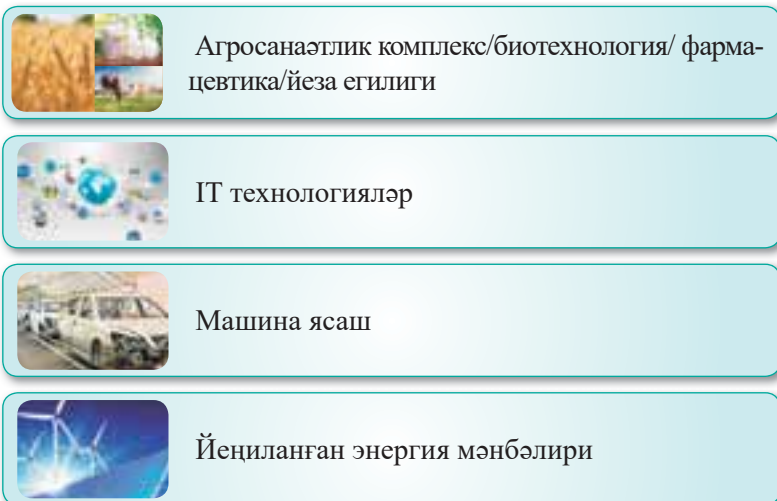 Агросанаәтлик комплекс/биотехнология/ фарма-
цевтика/йеза егилиги
IT технологияләр
Машина ясаш
Йеңиланған энергия мәнбәлири